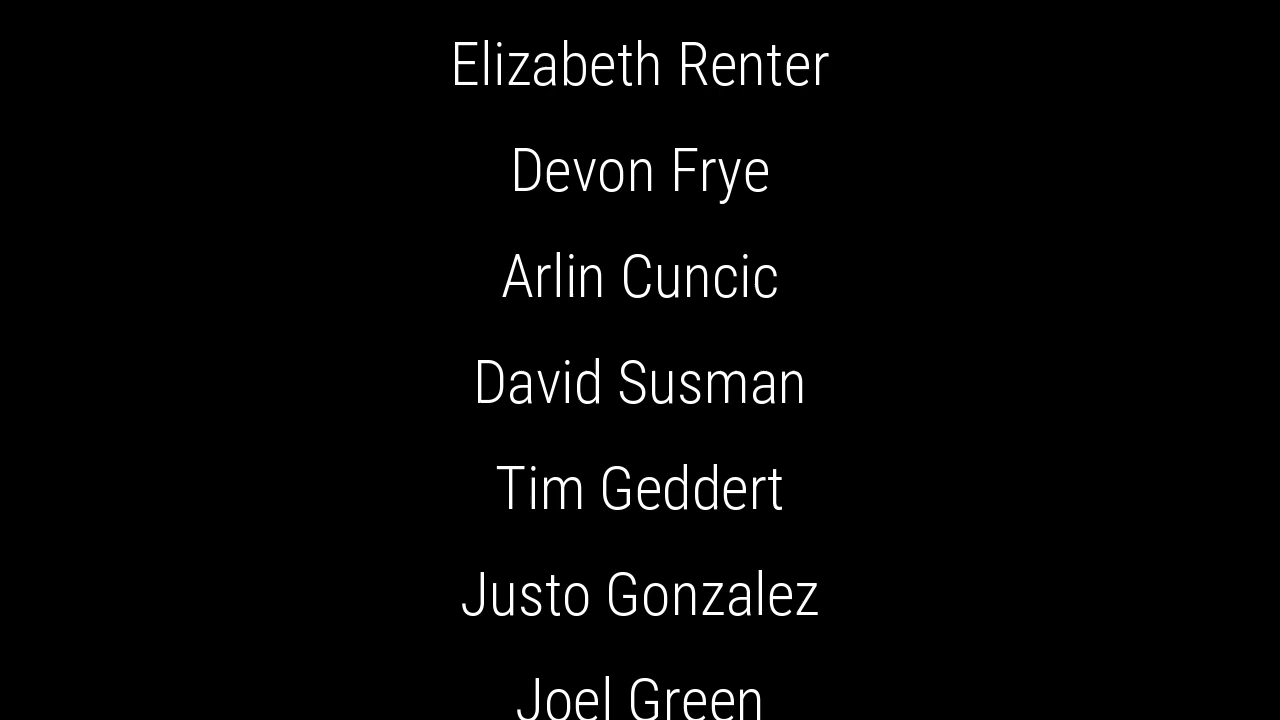 Elizabeth Renter
Devon Frye
Arlin Cuncic
David Susman
Tim Geddert
Justo Gonzalez
Joel Green